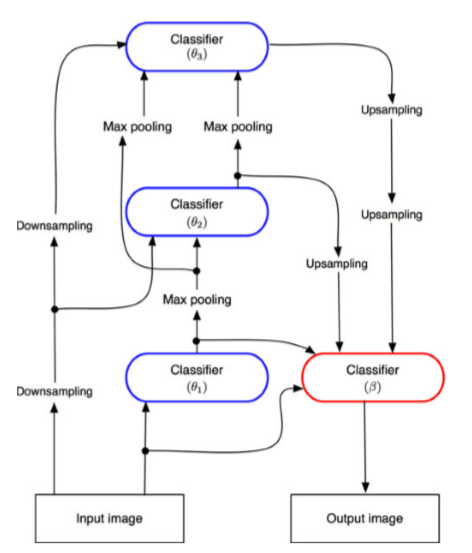 Classifier
(θ₃)
Upsampling
Max pooling
Max pooling
Classifier
(θ₂)
Upsampling
Downsampling
Upsampling
Max pooling
Classifier
(θ₁)
Classifier
(β)
Downsampling
Input image
Output image